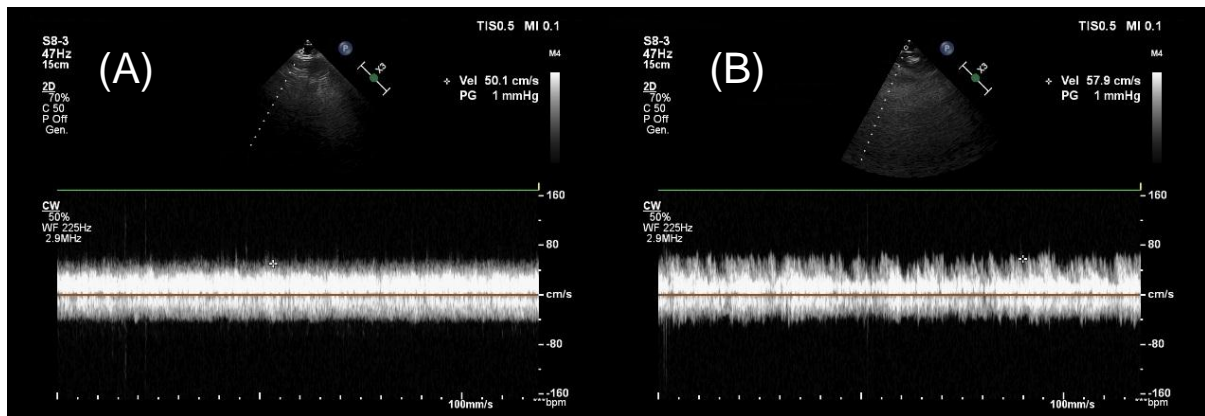 TIS0.5 MI 0.1
S8-3
47Hz
15cm
2D
70%
C 50
P Off
Gen.
(A)
P
X3
M4
Vel 50.1 cm/s
PG 1 mmHg
CW
50%
WF 225Hz
2.9MHz
160
80
cm/s
-80
-160
100mm/s
***bpm
TIS0.5 MI 0.1
S8-3
47Hz
15cm
2D
70%
C 50
P Off
Gen.
(B)
P
X3
M4
Vel 57.9 cm/s
PG 1 mmHg
CW
50%
WF 225Hz
2.9MHz
160
80
cm/s
-80
-160
100mm/s
***bpm